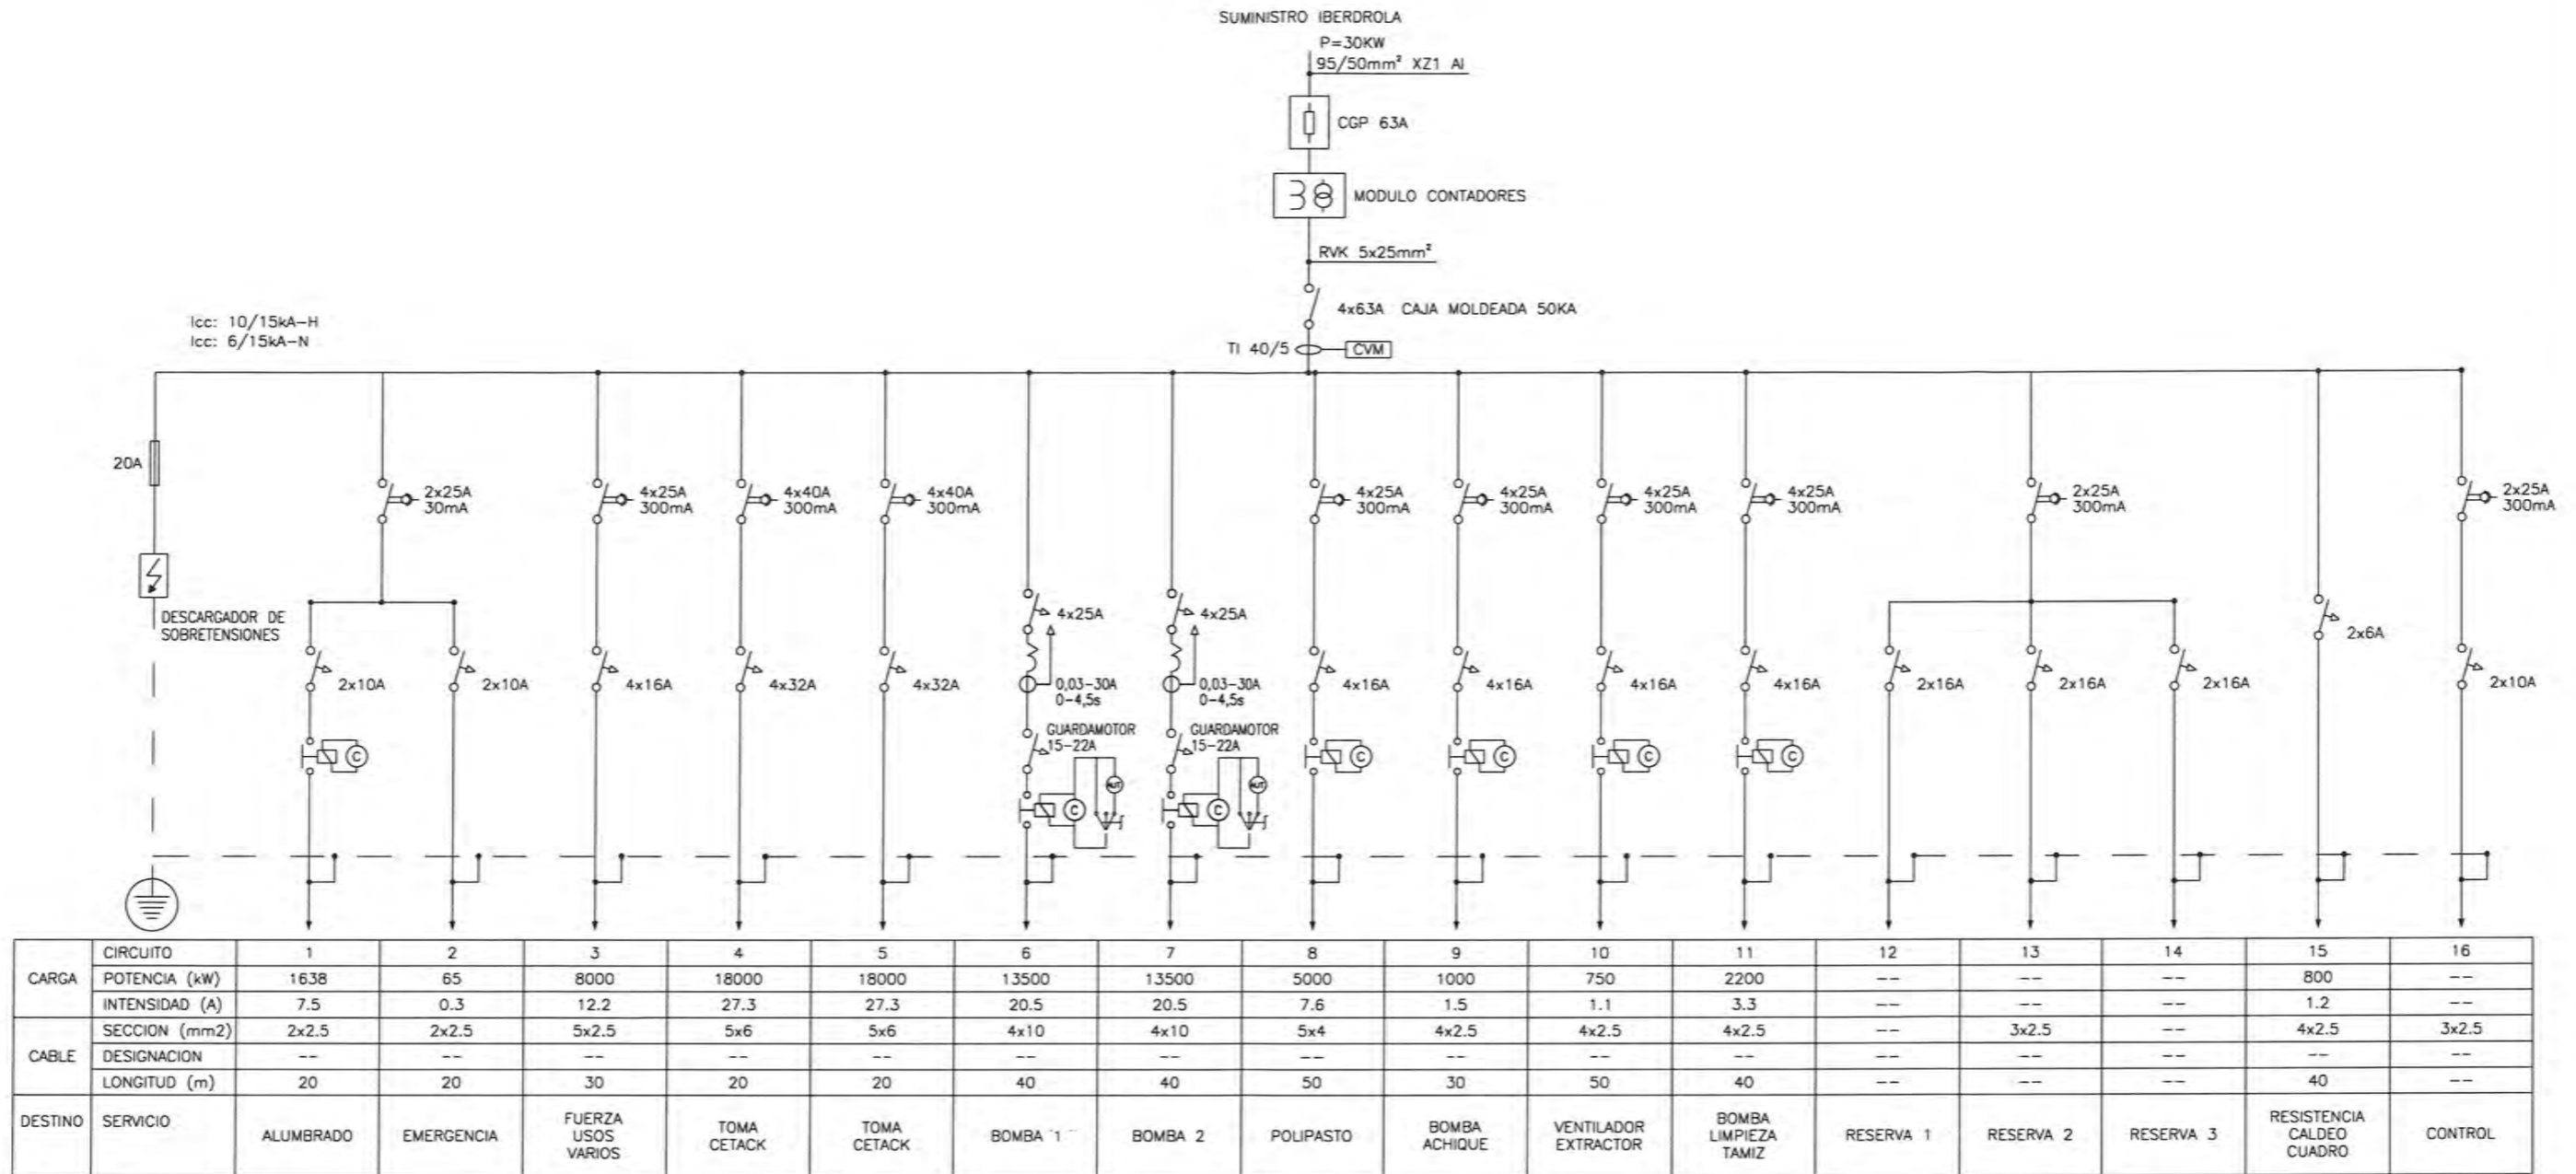 SUMINISTRO IBERDROLA
P=30KW
95/50mm² XZ1 Al
CGP 63A
MODULO CONTADORES
RVK 5x25mm²
4x63A CAJA MOLDEADA 50KA
TI 40/5 CVM
Icc: 10/15kA-H
Icc: 6/15kA-N
20A
DESCARGADOR DE
SOBRETENSIONES
2x25A
30mA
4x25A
300mA
4x40A
300mA
4x40A
300mA
4x25A
300mA
4x25A
300mA
4x25A
300mA
4x25A
300mA
2x25A
300mA
2x25A
300mA
4x25A
4x25A
2x6A
2x10A
2x10A
4x16A
4x32A
4x32A
0,03-30A
0-4,5s
0,03-30A
0-4,5s
4x16A
4x16A
4x16A
4x16A
2x16A
2x16A
2x16A
2x10A
GUARDAMOTOR
15-22A
GUARDAMOTOR
15-22A
C
AUT
C
AUT
C
C
C
C
C
CARGA
CIRCUITO 1 2 3 4 5 6 7 8 9 10 11 12 13 14 15 16
POTENCIA (kW) 1638 65 8000 18000 18000 13500 13500 5000 1000 750 2200 -- -- -- 800 --
INTENSIDAD (A) 7.5 0.3 12.2 27.3 27.3 20.5 20.5 7.6 1.5 1.1 3.3 -- -- -- 1.2 --
CABLE
SECCION (mm2) 2x2.5 2x2.5 5x2.5 5x6 5x6 4x10 4x10 5x4 4x2.5 4x2.5 4x2.5 -- 3x2.5 -- 4x2.5 3x2.5
DESIGNACION -- -- -- -- -- -- -- -- -- -- -- -- -- -- -- --
LONGITUD (m) 20 20 30 20 20 40 40 50 30 50 40 -- -- -- 40 --
DESTINO
SERVICIO
ALUMBRADO
EMERGENCIA
FUERZA
USOS
VARIOS
TOMA
CETACK
TOMA
CETACK
BOMBA 1
BOMBA 2
POLIPASTO
BOMBA
ACHIQUE
VENTILADOR
EXTRACTOR
BOMBA
LIMPIEZA
TAMIZ
RESERVA 1
RESERVA 2
RESERVA 3
RESISTENCIA
CALDEO
CUADRO
CONTROL